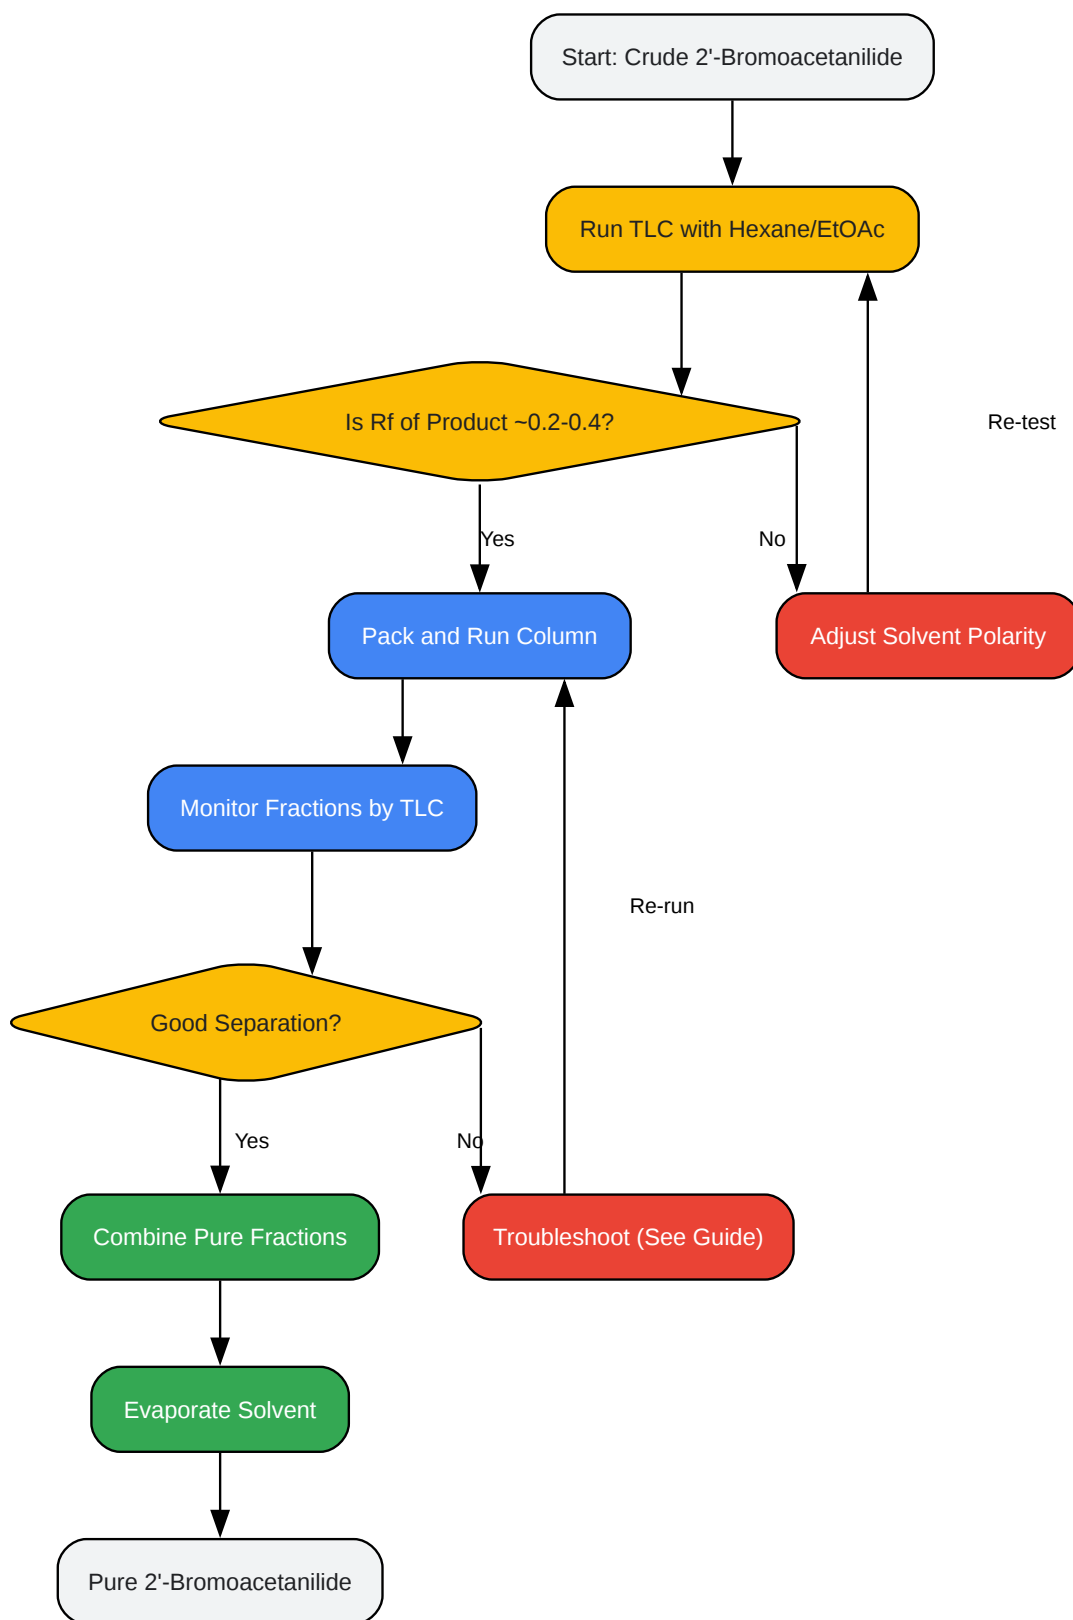 Start: Crude 2'-Bromoacetanilide
Run TLC with Hexane/EtOAc
Is Rf of Product ~0.2-0.4?
Re-test
Yes
No
Pack and Run Column
Adjust Solvent Polarity
Monitor Fractions by TLC
Re-run
Good Separation?
Yes
No
Combine Pure Fractions
Troubleshoot (See Guide)
Evaporate Solvent
Pure 2'-Bromoacetanilide